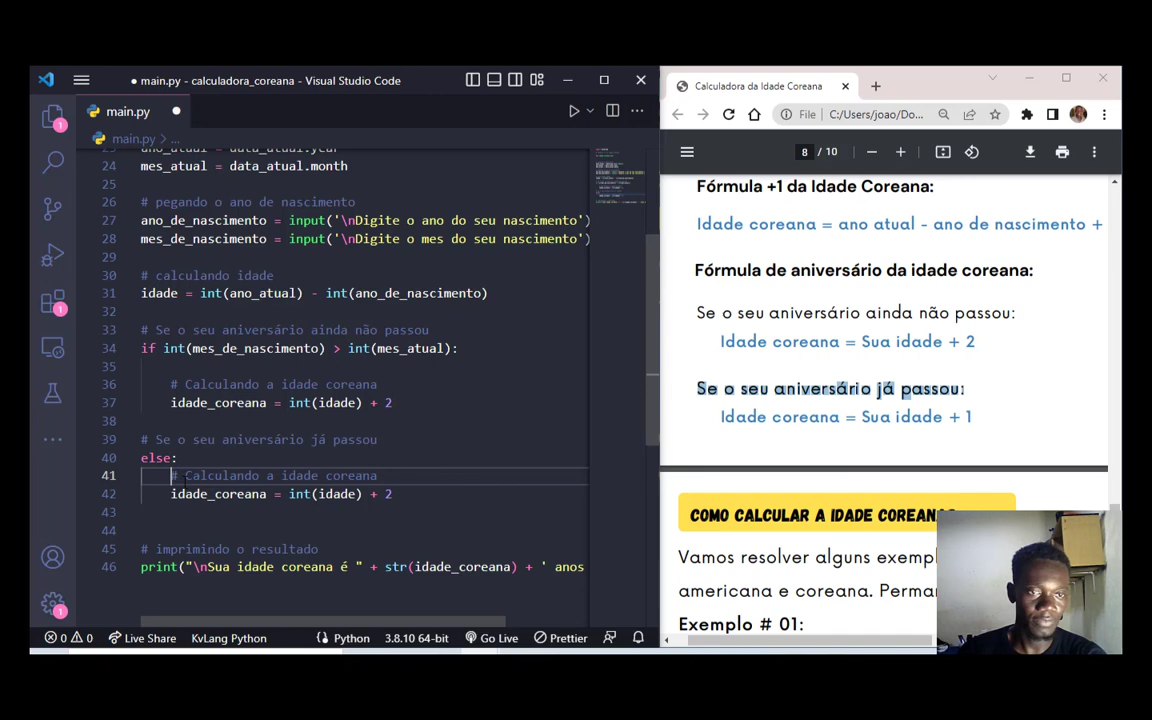 main.py - calculadora_coreana - Visual Studio Code
main.py
main.py > ...
24 mes_atual = data_atual.month
25
26 # pegando o ano de nascimento
27 ano_de_nascimento = input('\nDigite o ano do seu nascimento')
28 mes_de_nascimento = input('\nDigite o mes do seu nascimento')
29
30 # calculando idade
31 idade = int(ano_atual) - int(ano_de_nascimento)
32
33 # Se o seu aniversário ainda não passou
34 if int(mes_de_nascimento) > int(mes_atual):
35
36 # Calculando a idade coreana
37 idade_coreana = int(idade) + 2
38
39 # Se o seu aniversário já passou
40 else:
41 # Calculando a idade coreana
42 idade_coreana = int(idade) + 2
43
44
45 # imprimindo o resultado
46 print("\nSua idade coreana é " + str(idade_coreana) + ' anos
1
1
1
0 0 Live Share KvLang Python Python 3.8.10 64-bit Go Live Prettier
Calculadora da Idade Coreana
File C:/Users/joao/Do...
8 / 10
Fórmula +1 da Idade Coreana:
Idade coreana = ano atual - ano de nascimento +
Fórmula de aniversário da idade coreana:
Se o seu aniversário ainda não passou:
Idade coreana = Sua idade + 2
Se o seu aniversário já passou:
Idade coreana = Sua idade + 1
COMO CALCULAR A IDADE COREANA
Vamos resolver alguns
americana e coreana.
Exemplo # 01: